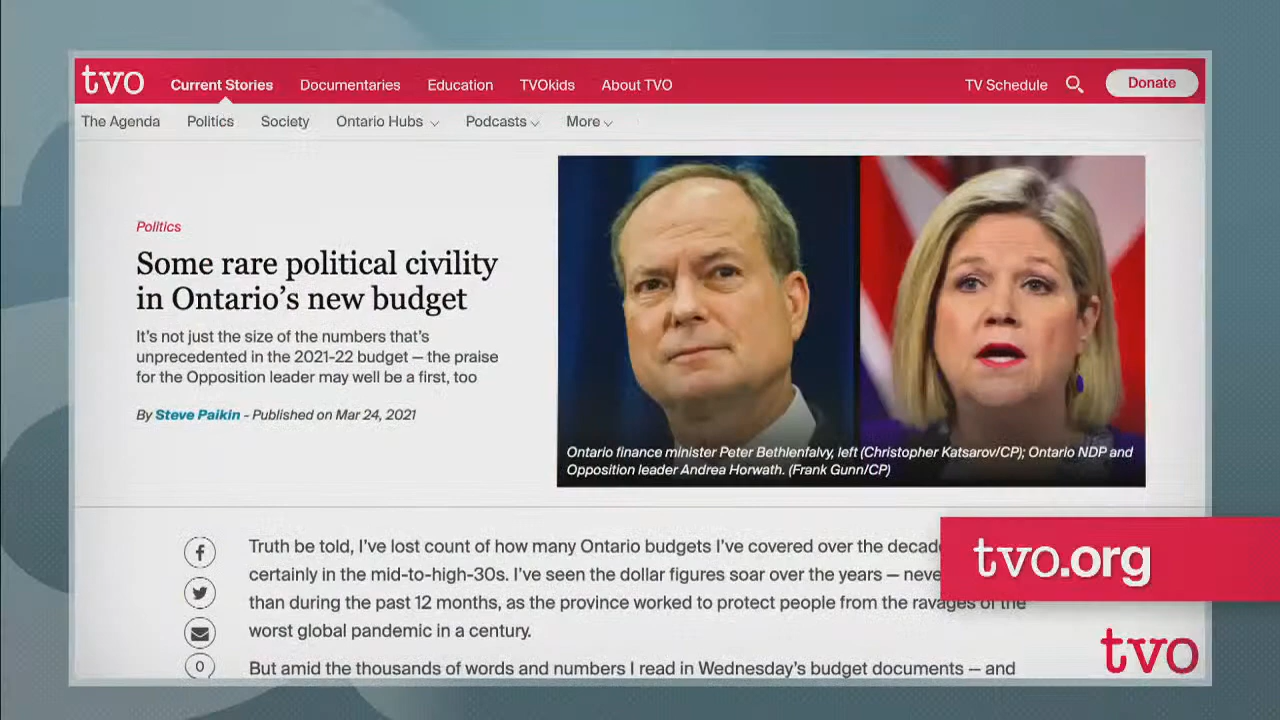 tvo
Current Stories
Documentaries
Education
TVOkids
About TVO
TV Schedule
Donate
The Agenda
Politics
Society
Ontario Hubs
Podcasts
More
Politics
Some rare political civility
in Ontario's new budget
It's not just the size of the numbers that's
unprecedented in the 2021-22 budget — the praise
for the Opposition leader may well be a first, too
By Steve Paikin - Published on Mar 24, 2021
Ontario finance minister Peter Bethlenfalvy, left (Christopher Katsarov/CP); Ontario NDP and
Opposition leader Andrea Horwath. (Frank Gunn/CP)
Truth be told, I've lost count of how many Ontario budgets I've covered over the
certainly in the mid-to-high-30s. I've seen the dollar figures soar over the years —
than during the past 12 months, as the province worked to protect people from the ravages of the
worst global pandemic in a century.
0
But amid the thousands of words and numbers I read in Wednesday's budget documents — and
tvo.org
tvo